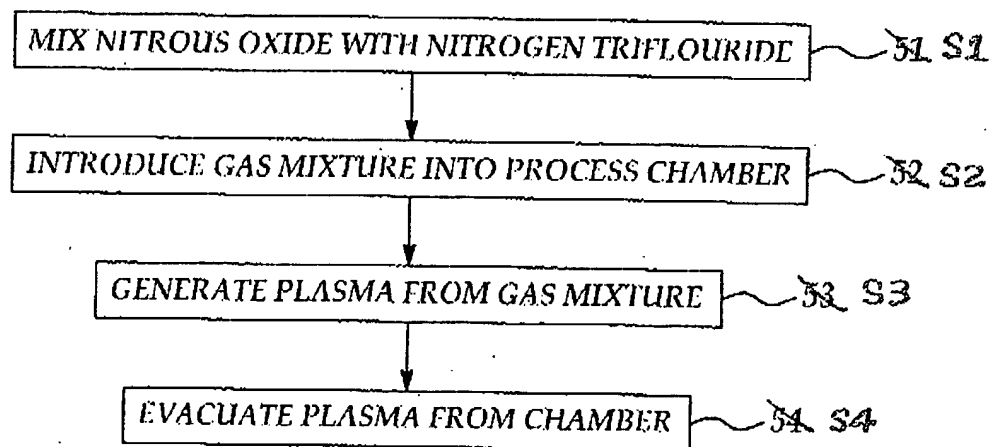 MIX NITROUS OXIDE WITH NITROGEN TRIFLOURIDE 51 S1
INTRODUCE GAS MIXTURE INTO PROCESS CHAMBER 52 S2
GENERATE PLASMA FROM GAS MIXTURE 53 S3
EVACUATE PLASMA FROM CHAMBER 54 S4